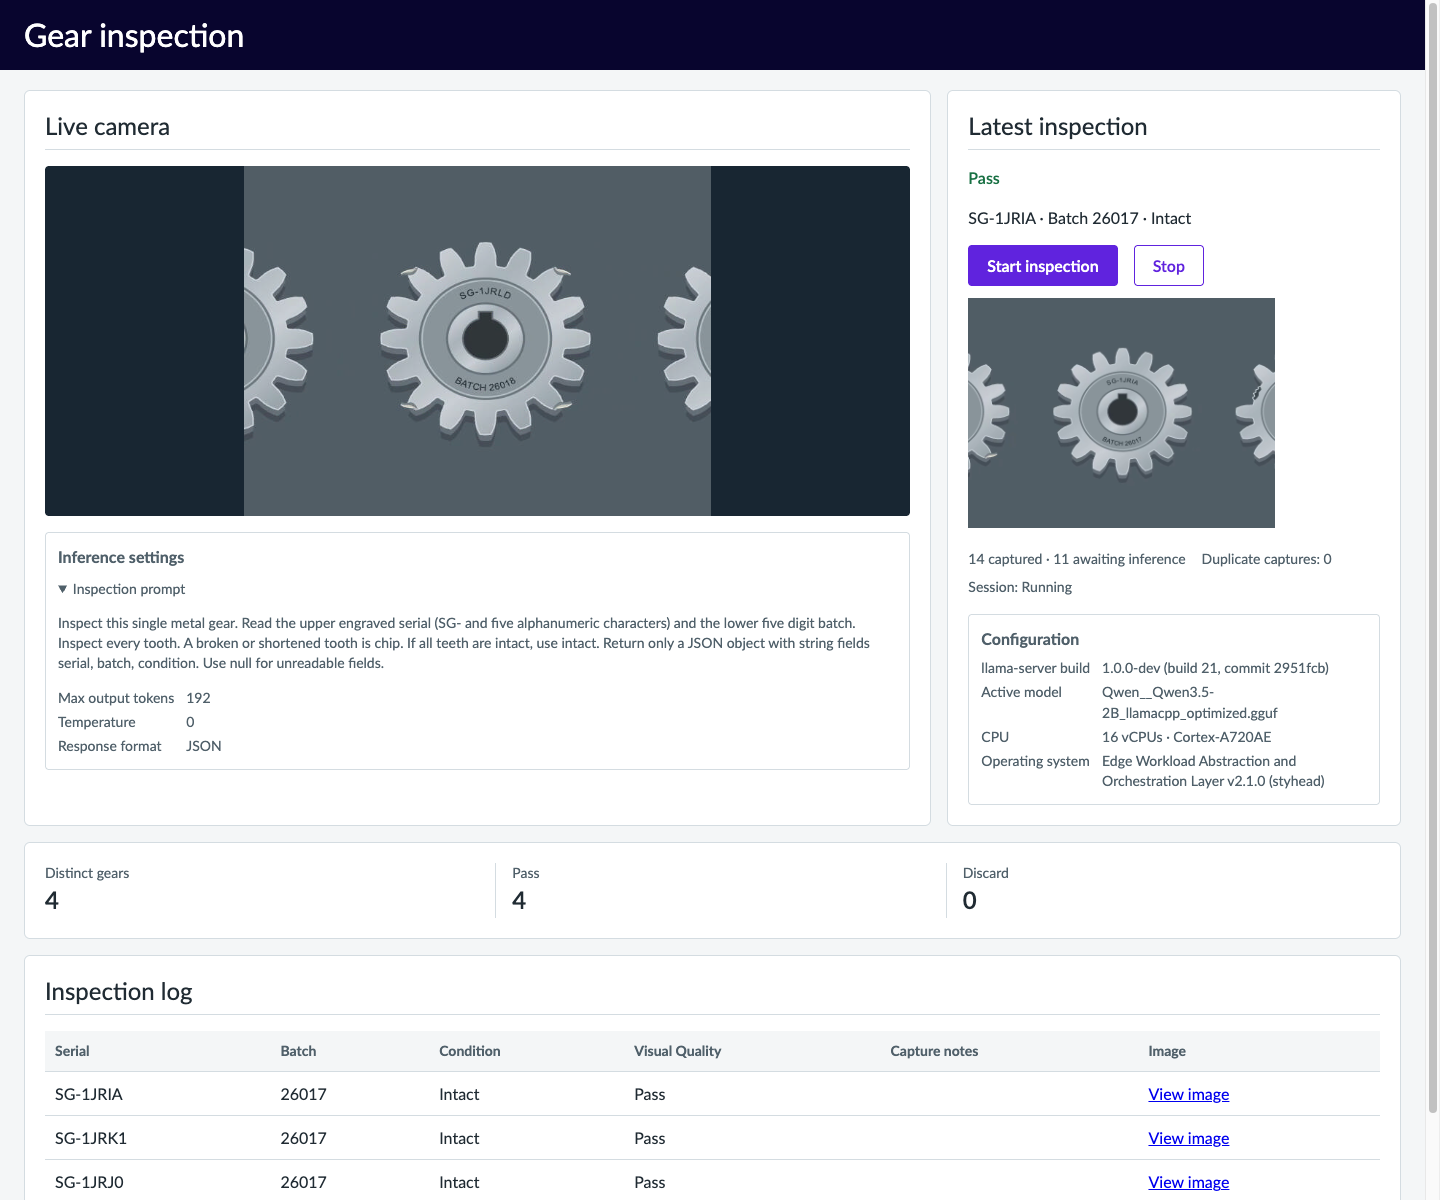 Gear inspection
Live camera
SG-1JRLD
BATCH 26018
Inference settings
▼ Inspection prompt
Inspect this single metal gear. Read the upper engraved serial (SG- and five alphanumeric characters) and the lower five digit batch.
Inspect every tooth. A broken or shortened tooth is chip. If all teeth are intact, use intact. Return only a JSON object with string fields
serial, batch, condition. Use null for unreadable fields.
Max output tokens 192
Temperature 0
Response format JSON
Latest inspection
Pass
SG-1JRIA · Batch 26017 · Intact
Start inspection Stop
SG-1JRIA
BATCH 26017
14 captured · 11 awaiting inference Duplicate captures: 0
Session: Running
Configuration
llama-server build 1.0.0-dev (build 21, commit 2951fcb)
Active model Qwen__Qwen3.5-
2B_llamacpp_optimized.gguf
CPU 16 vCPUs · Cortex-A720AE
Operating system Edge Workload Abstraction and
Orchestration Layer v2.1.0 (styhead)
Distinct gears Pass Discard
4 4 0
Inspection log
Serial Batch Condition Visual Quality Capture notes Image
SG-1JRIA 26017 Intact Pass View image
SG-1JRK1 26017 Intact Pass View image
SG-1JRJ0 26017 Intact Pass View image